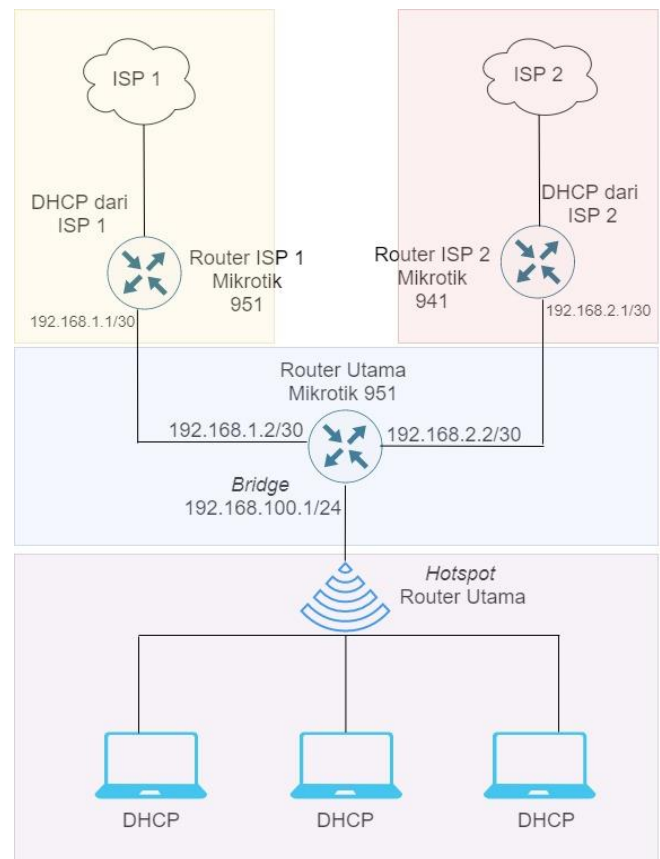 ISP 1
ISP 2
DHCP dari
ISP 1
DHCP dari
ISP 2
Router ISP 1
Mikrotik
951
Router ISP 2
Mikrotik
941
192.168.1.1/30
192.168.2.1/30
Router Utama
Mikrotik 951
192.168.1.2/30
192.168.2.2/30
Bridge
192.168.100.1/24
Hotspot
Router Utama
DHCP
DHCP
DHCP